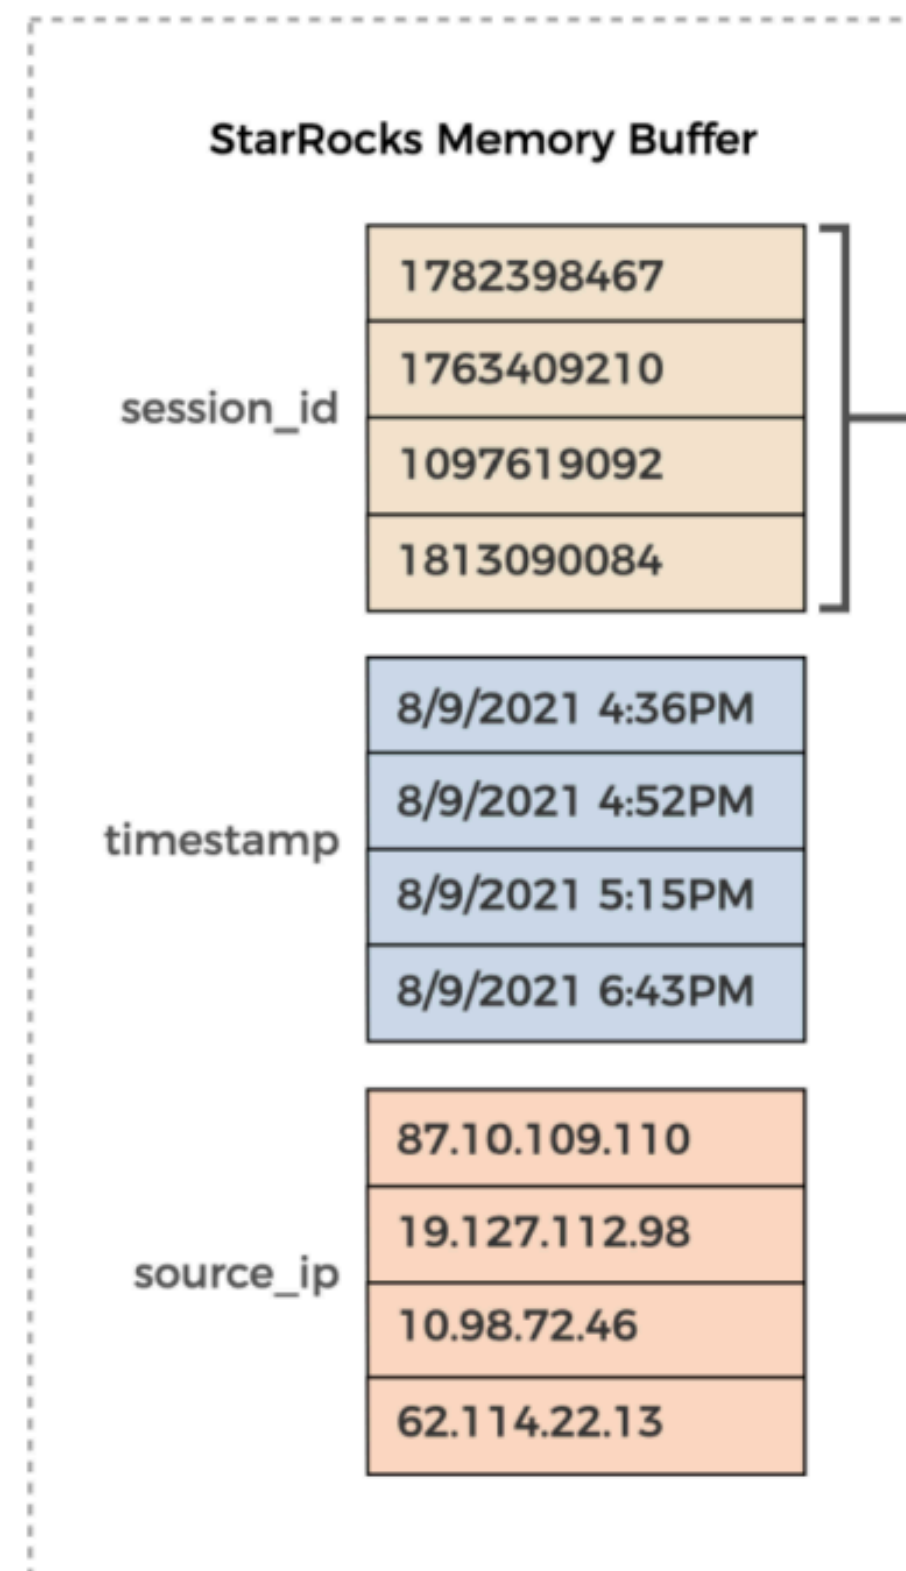 StarRocks Memory Buffer
session_id
1782398467
1763409210
1097619092
1813090084
timestamp
8/9/2021 4:36PM
8/9/2021 4:52PM
8/9/2021 5:15PM
8/9/2021 6:43PM
source_ip
87.10.109.110
19.127.112.98
10.98.72.46
62.114.22.13